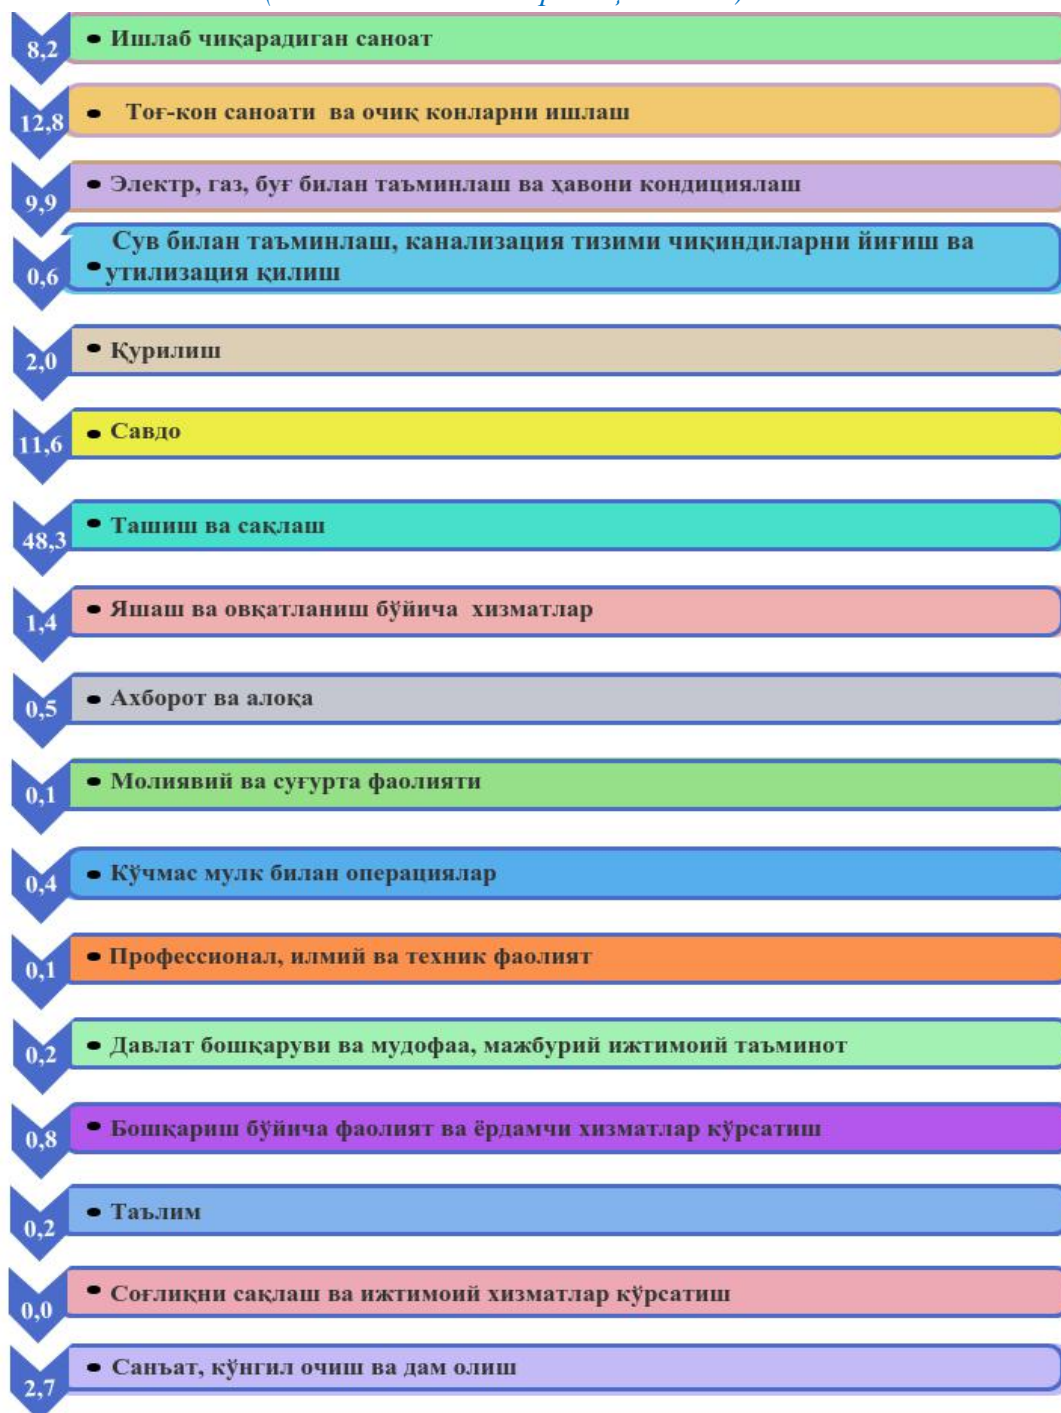 8,2
Ишлаб чиқарадиган саноат
12,8
Тоғ-кон саноати ва очиқ конларни ишлаш
9,9
Электр, газ, буғ билан таъминлаш ва ҳавони кондициялаш
Сув билан таъминлаш, канализация тизими чиқиндиларни йиғиш ва
0,6
утилизация қилиш
2,0
Қурилиш
11,6
Савдо
48,3
Ташиш ва сақлаш
1,4
Яшаш ва овқатланиш бўйича хизматлар
0,5
Ахборот ва алоқа
0,1
Молиявий ва суғурта фаолияти
0,4
Кўчмас мулк билан операциялар
0,1
Профессионал, илмий ва техник фаолият
0,2
Давлат бошқаруви ва мудофаа, мажбурий ижтимоий таъминот
0,8
Бошқариш бўйича фаолият ва ёрдамчи хизматлар кўрсатиш
0,2
Таълим
0,0
Соғлиқни сақлаш ва ижтимоий хизматлар кўрсатиш
2,7
Санъат, кўнгил очиш ва дам олиш